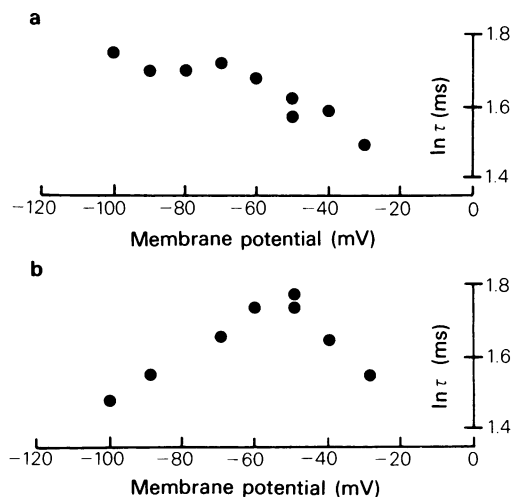 a
1.8
1.6
1.4
ln τ (ms)
−120 −100 −80 −60 −40 −20 0
Membrane potential (mV)
b
1.8
1.6
1.4
ln τ (ms)
−120 −100 −80 −60 −40 −20 0
Membrane potential (mV)